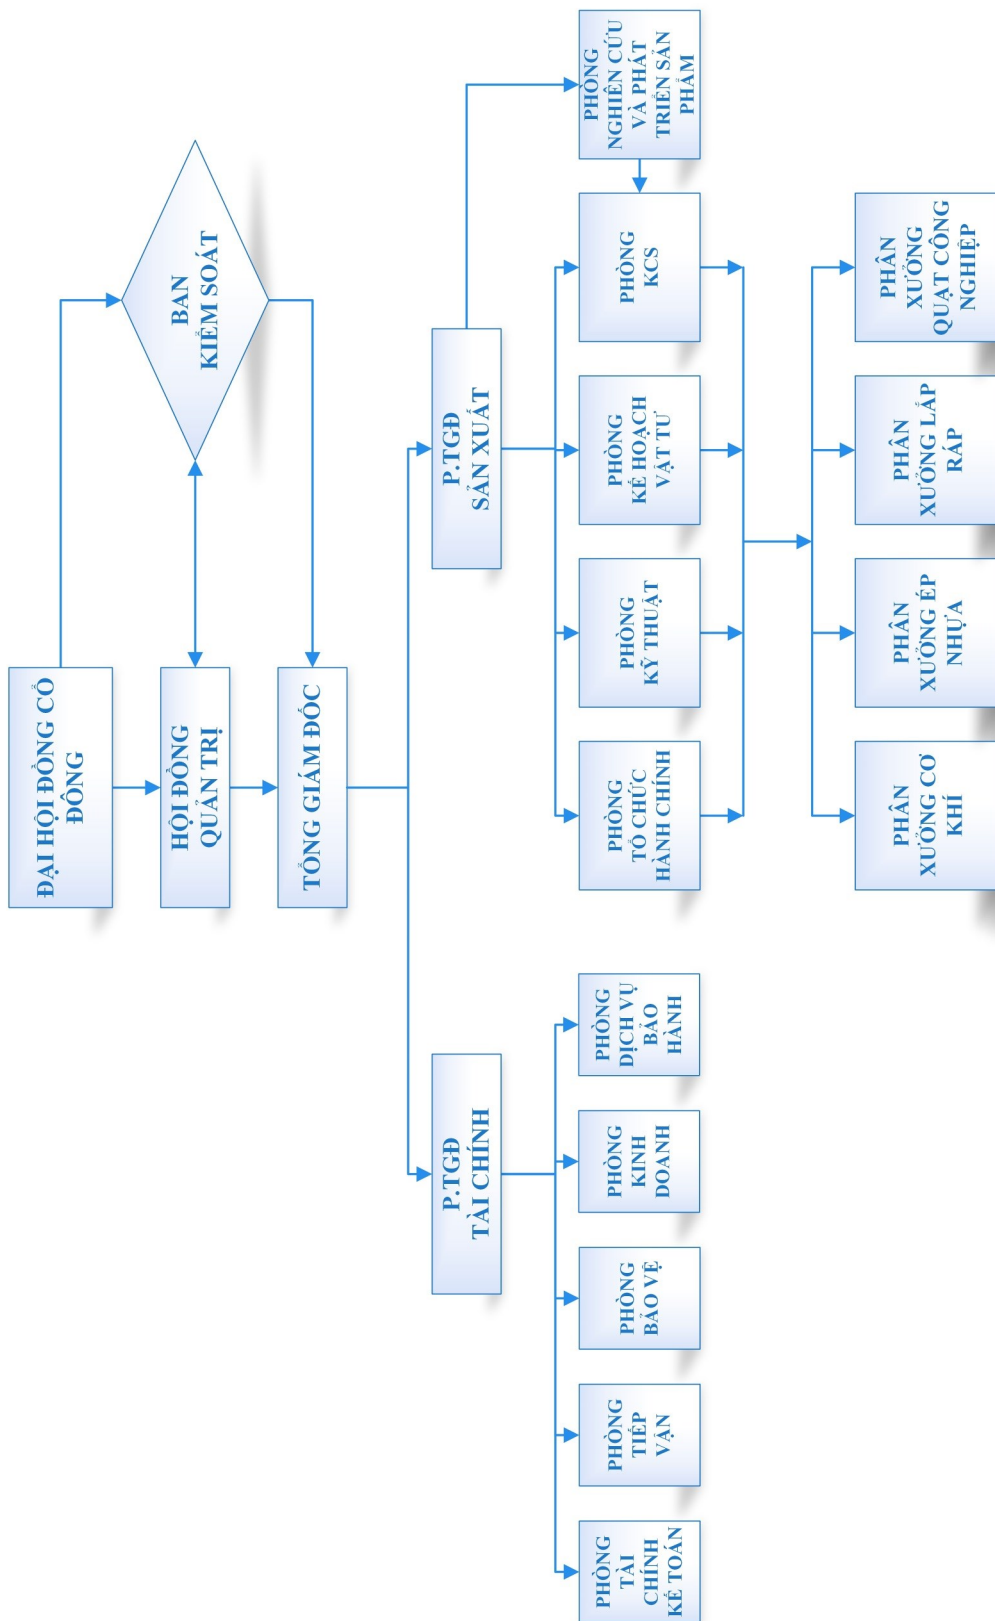 ĐẠI HỘI ĐỒNG CỔ
ĐÔNG
BAN
KIỂM SOÁT
HỘI ĐỒNG
QUẢN TRỊ
TỔNG GIÁM ĐỐC
P.TGĐ
TÀI CHÍNH
P.TGĐ
SẢN XUẤT
PHÒNG
TÀI
CHÍNH
KẾ TOÁN
PHÒNG
TIẾP
VẬN
PHÒNG
BẢO VỆ
PHÒNG
KINH
DOANH
PHÒNG
DỊCH VỤ
BẢO
HÀNH
PHÒNG
TỔ CHỨC
HÀNH CHÍNH
PHÒNG
KỸ THUẬT
PHÒNG
KẾ HOẠCH
VẬT TƯ
PHÒNG
KCS
PHÒNG
NGHIÊN CỨU
VÀ PHÁT
TRIỂN SẢN
PHẨM
PHÂN
XƯỞNG CƠ
KHÍ
PHÂN
XƯỞNG ÉP
NHỰA
PHÂN
XƯỞNG LẮP
RÁP
PHÂN
XƯỞNG
QUẠT CÔNG
NGHIỆP